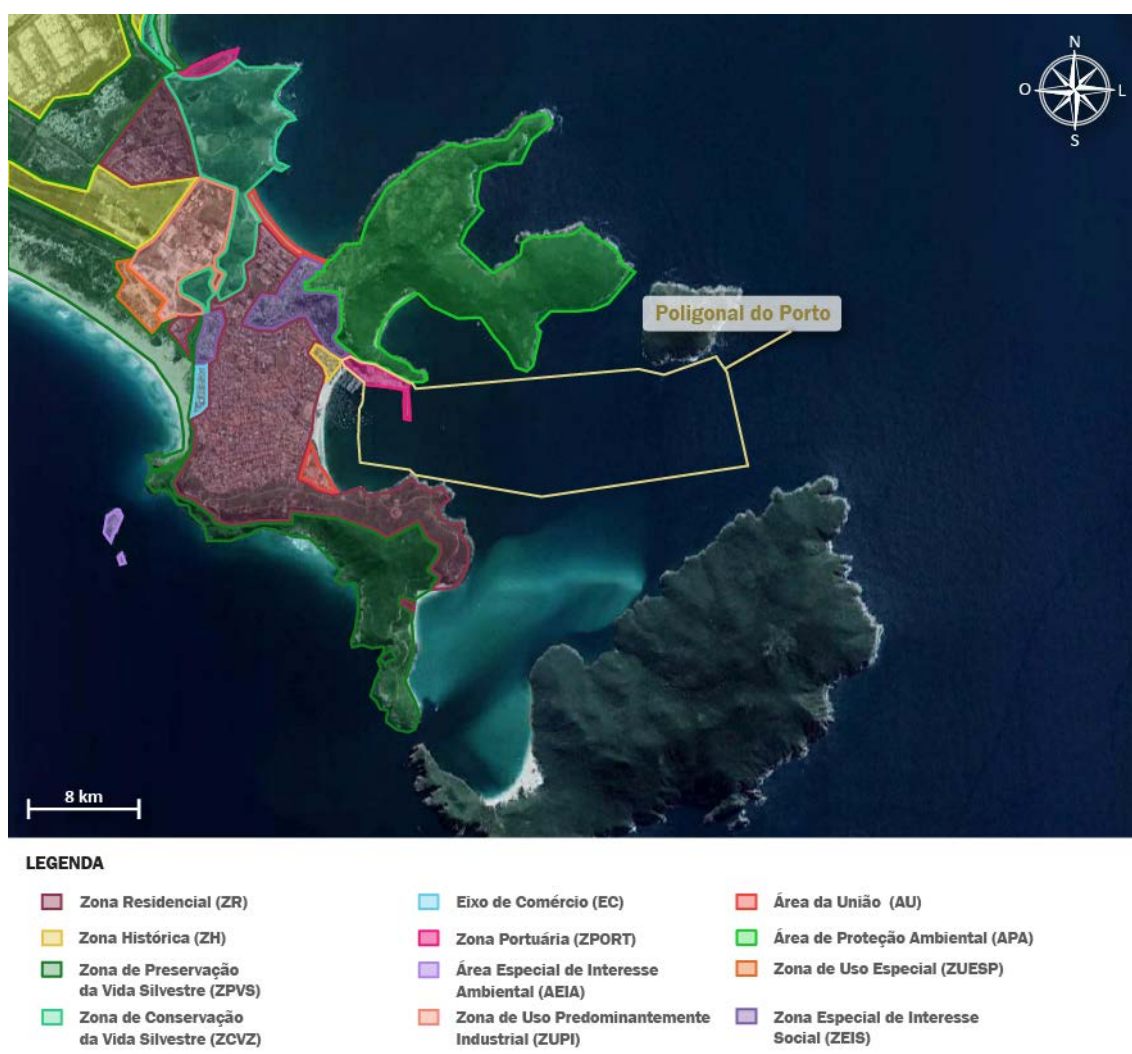 N
O
L
S
Poligonal do Porto
8 km
LEGENDA
Zona Residencial (ZR)
Zona Histórica (ZH)
Zona de Preservação
da Vida Silvestre (ZPVS)
Zona de Conservação
da Vida Silvestre (ZCVZ)
Eixo de Comércio (EC)
Zona Portuária (ZPORT)
Área Especial de Interesse
Ambiental (AEIA)
Zona de Uso Predominantemente
Industrial (ZUPI)
Área da União (AU)
Área de Proteção Ambiental (APA)
Zona de Uso Especial (ZUESP)
Zona Especial de Interesse
Social (ZEIS)